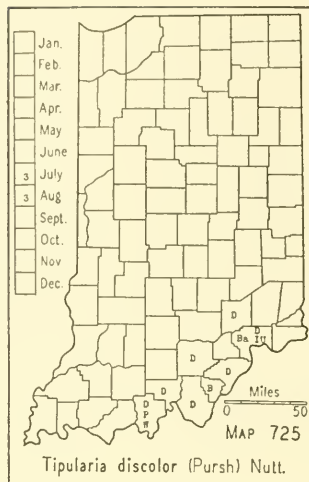 Jan.
Feb.
Mar.
Apr.
May
June
3 July
3 Aug
Sept.
Oct.
Nov
Dec.
D
D
Ba IU
D
D
D B
D
D
P
W
Miles
0 50
MAP 725
Tipularia discolor (Pursh) Nutt.